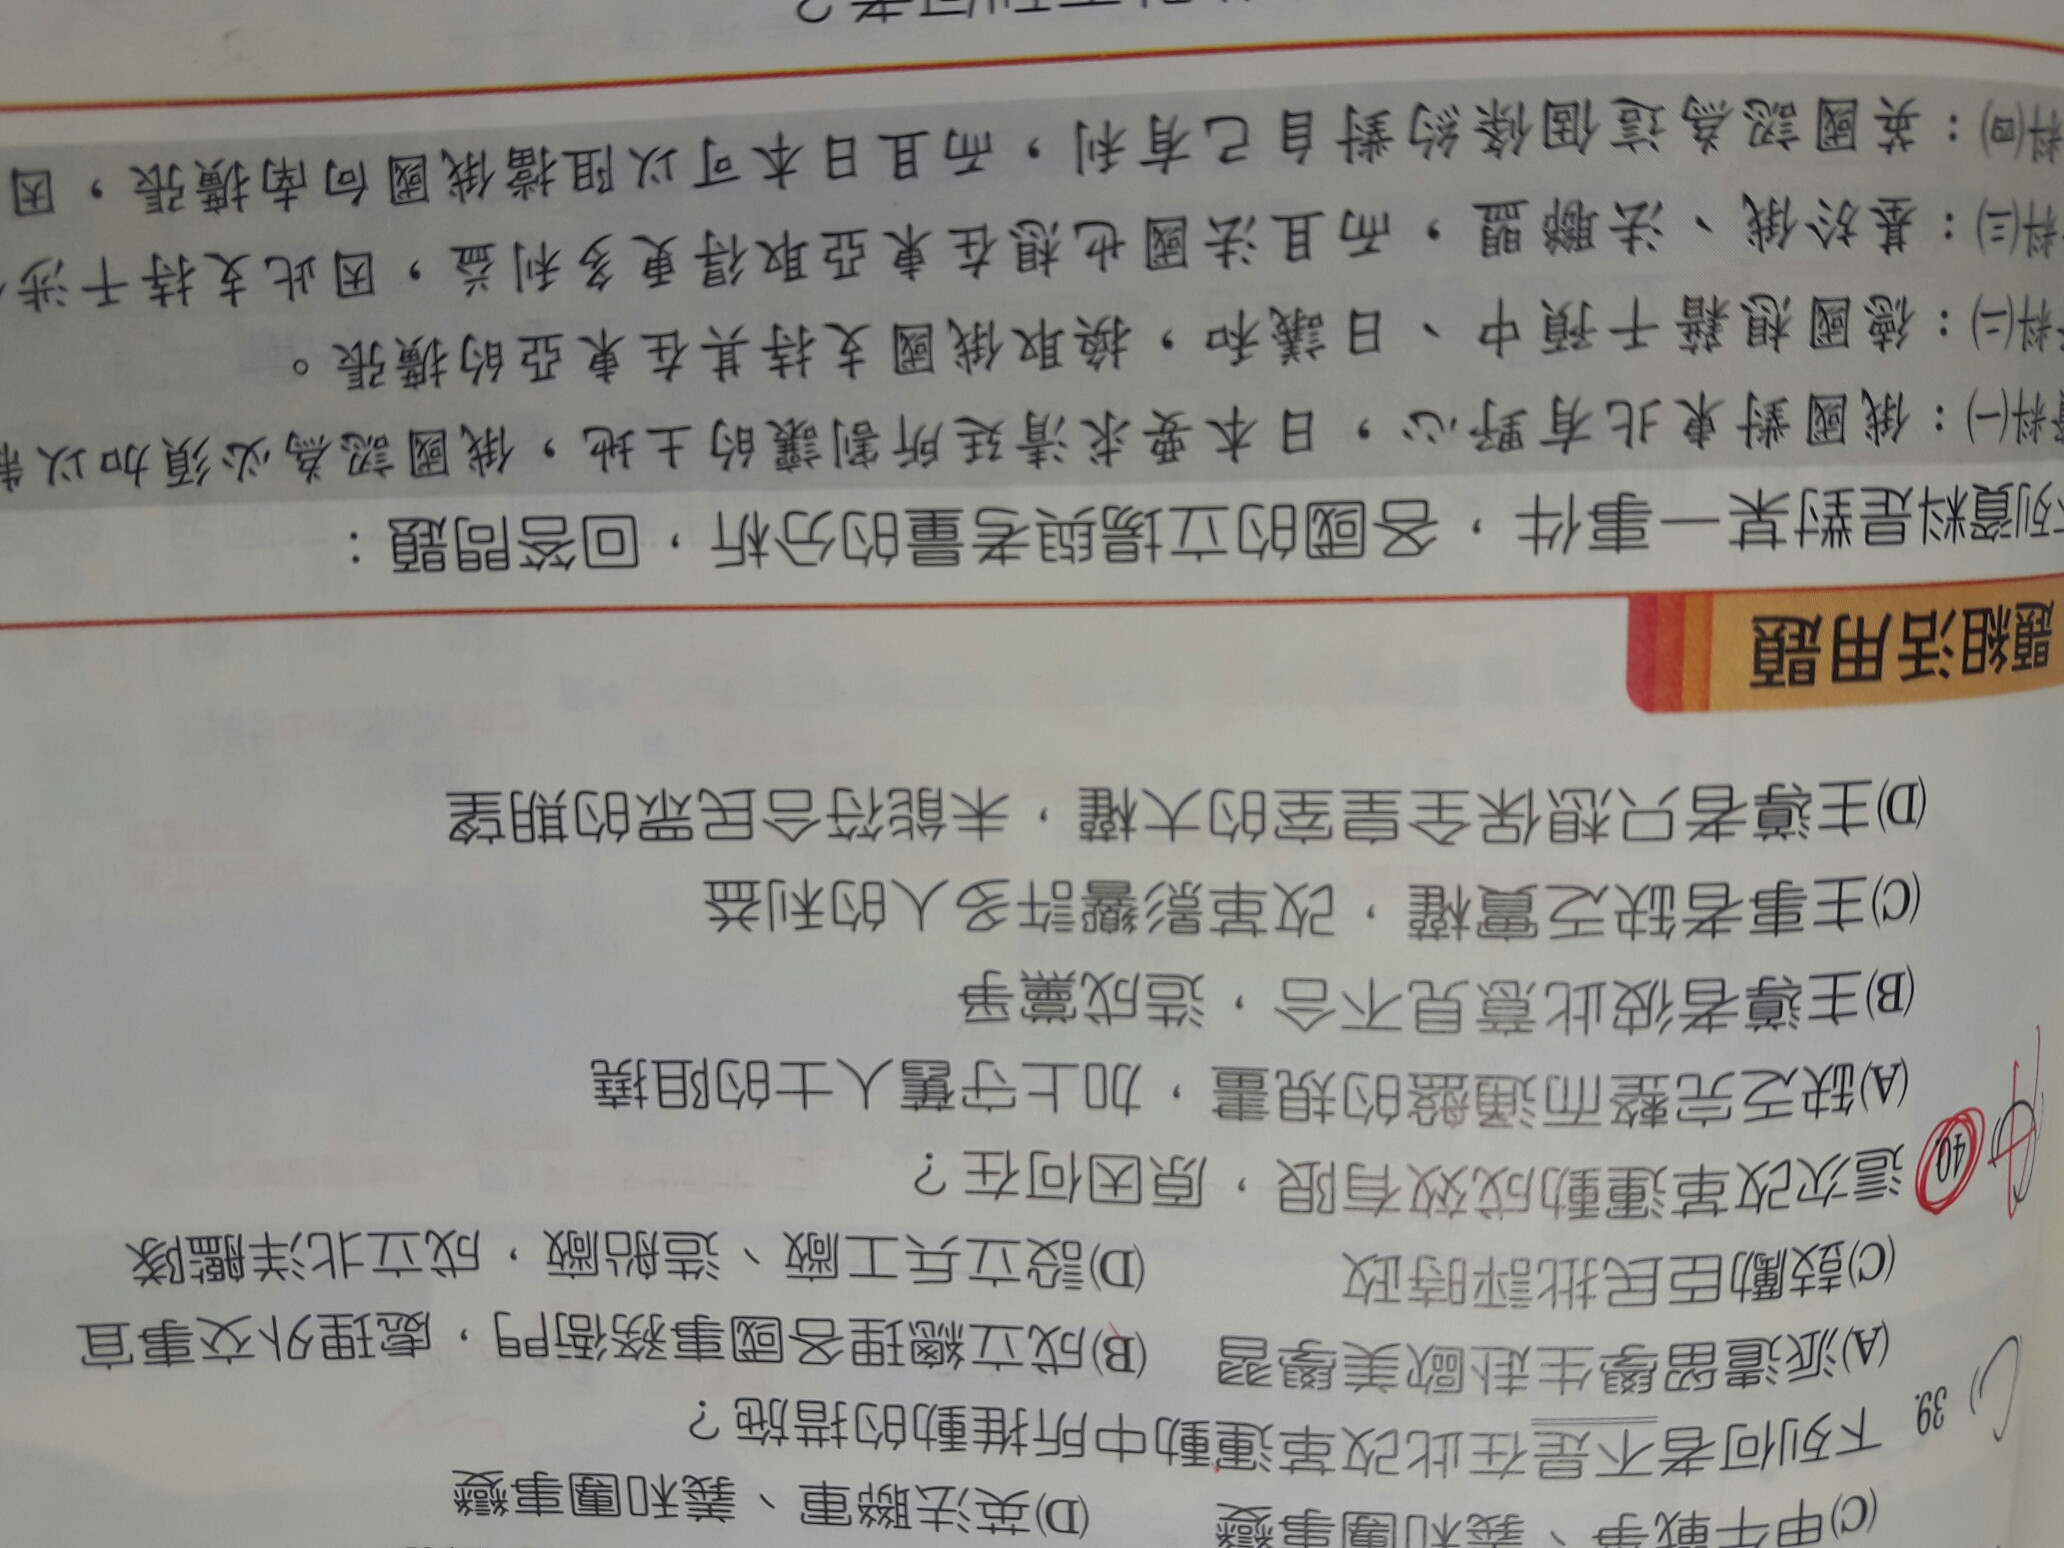 (C)甲午戰爭、義和團事變 (D)英法聯軍、義和團事變
39. 下列何者不是在此改革運動中所推動的措施？
(A)派遣留學生赴歐美學習 (B)成立總理各國事務衙門，處理外交事宜
(C)鼓勵臣民批評時政 (D)設立兵工廠、造船廠，成立北洋艦隊
40. 這次改革運動成效有限，原因何在？
(A)缺乏完整而通盤的規畫，加上守舊人士的阻撓
(B)主導者彼此意見不合，造成黨爭
(C)主事者缺乏實權，改革影響許多人的利益
(D)主導者只想保全皇室的大權，未能符合民眾的期望
題組活用題
列資料是對某一事件，各國的立場與考量的分析，回答問題：
料(一)：俄國對東北有野心，日本要求清廷所割讓的土地，俄國認為必須加以
料(二)：德國想藉干預中、日議和，換取俄國支持其在東亞的擴張。
料(三)：基於俄、法聯盟，而且法國也想在東亞取得更多利益，因此支持干涉
料(四)：英國認為這個條約對自己有利，而且日本可以阻擋俄國向南擴張，因